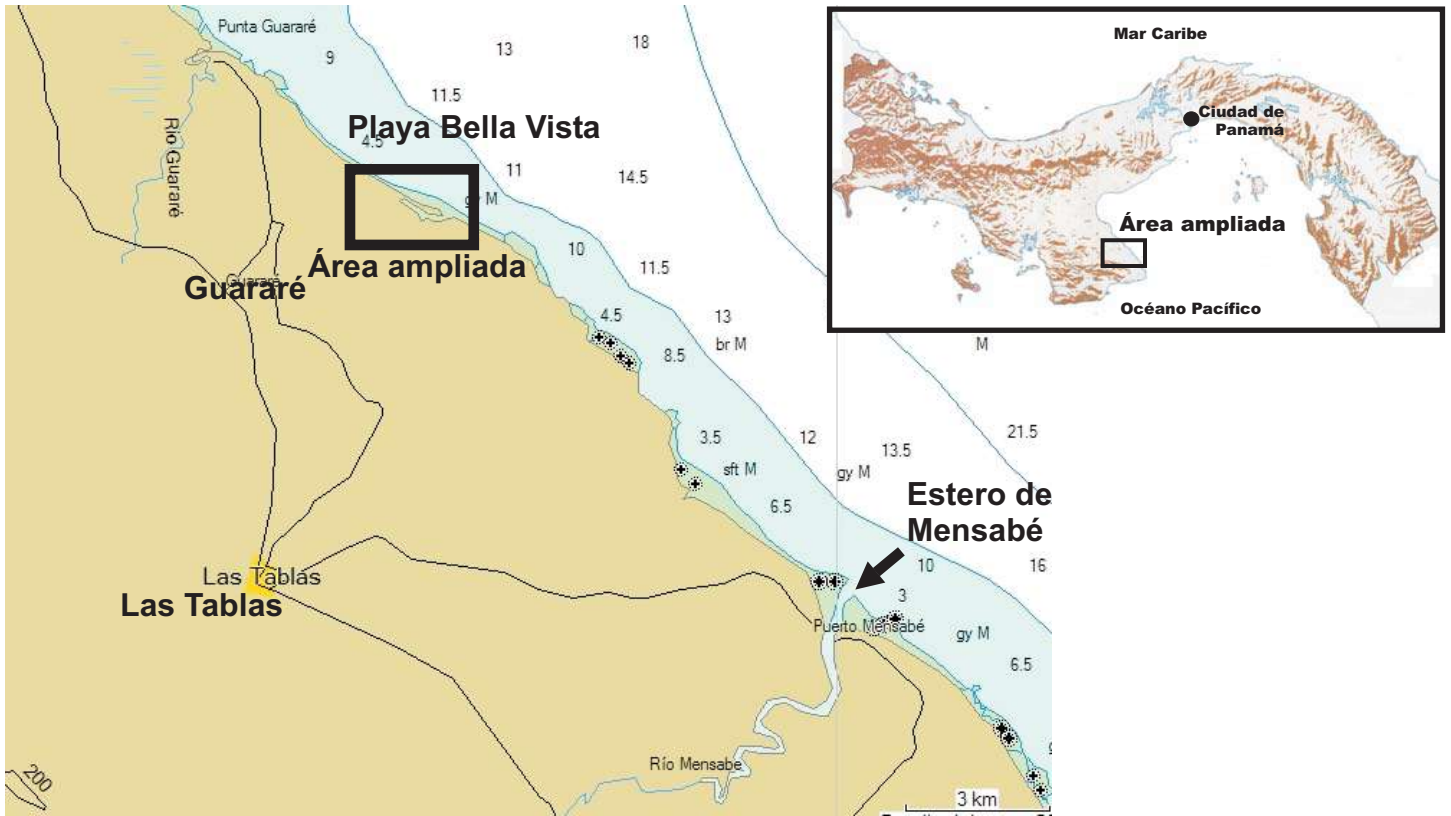 Punta Guararé
9
13
18
11.5
Playa Bella Vista
4.5
11
14.5
gy M
Río Guararé
10
Área ampliada
11.5
Guararé
Guararé
4.5
13
br M
8.5
M
3.5
12
13.5
21.5
sft M
gy M
6.5
Estero de
Mensabé
10
16
Las Tablas
Las Tablas
3
Puerto Mensabé
gy M
6.5
Río Mensabe
200
3 km
Mar Caribe
Ciudad de
Panamá
Área ampliada
Océano Pacífico